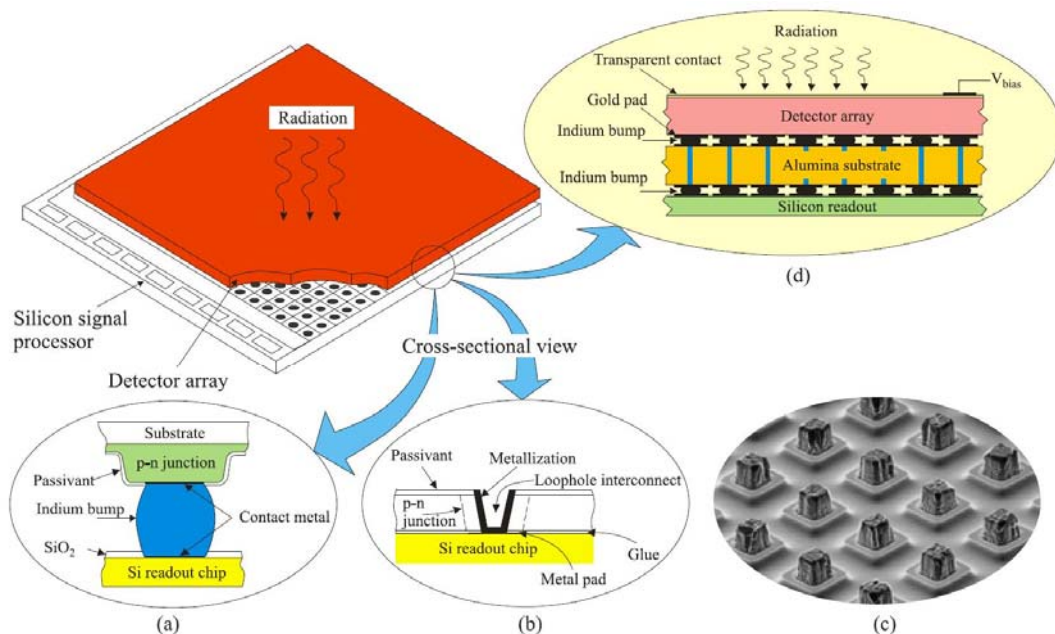 Radiation
Silicon signal
processor
Detector array
Cross-sectional view
Radiation
Transparent contact
V_bias
Gold pad
Detector array
Indium bump
Alumina substrate
Indium bump
Silicon readout
(d)
Substrate
p-n junction
Passivant
Indium bump
Contact metal
SiO₂
Si readout chip
(a)
Passivant
Metallization
Loophole interconnect
p-n
junction
Si readout chip
Glue
Metal pad
(b)
(c)